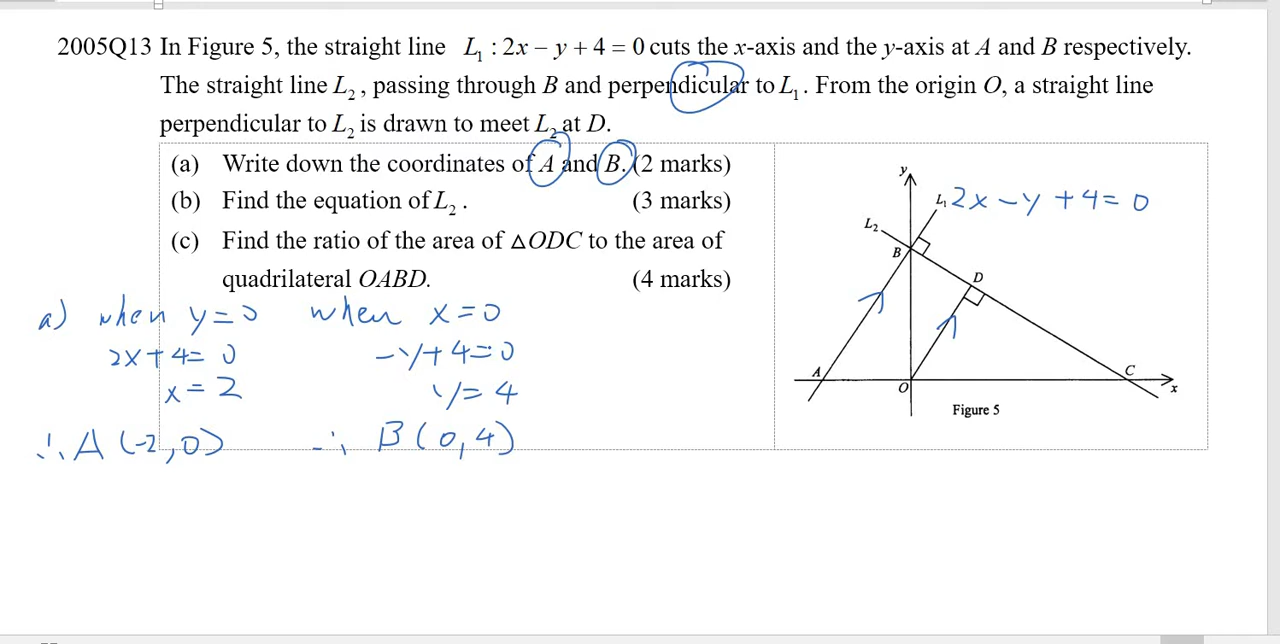 2005Q13 In Figure 5, the straight line L₁ : 2x − y + 4 = 0 cuts the x-axis and the y-axis at A and B respectively.
The straight line L₂ , passing through B and perpendicular to L₁ . From the origin O, a straight line
perpendicular to L₂ is drawn to meet L₂ at D.
(a) Write down the coordinates of A and B. (2 marks)
(b) Find the equation of L₂ . (3 marks)
(c) Find the ratio of the area of △ODC to the area of
quadrilateral OABD. (4 marks)
y
L₁ 2x − y + 4 = 0
L₂
B
D
A
O
C
x
Figure 5
a) when y = 0 when x = 0
2x + 4 = 0 −y + 4 = 0
x = 2 y = 4
∴ A (-2,0) ∴ B (0,4)